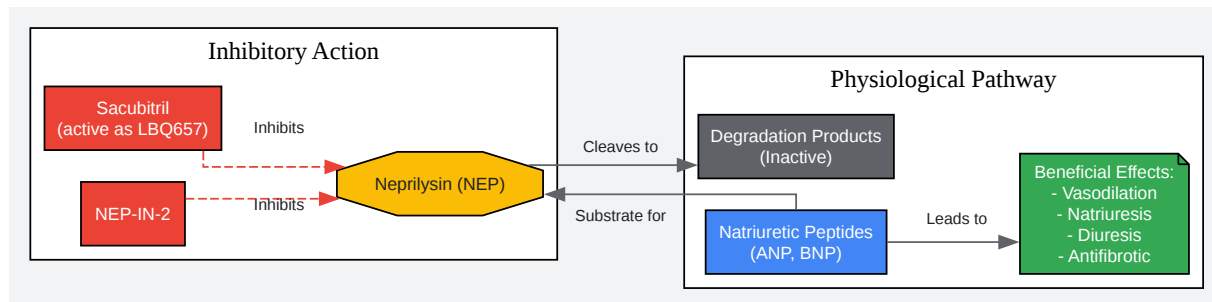 Inhibitory Action
Sacubitril
(active as LBQ657)
Inhibits
NEP-IN-2
Inhibits
Neprilysin (NEP)
Cleaves to
Substrate for
Physiological Pathway
Degradation Products
(Inactive)
Natriuretic Peptides
(ANP, BNP)
Leads to
Beneficial Effects:
- Vasodilation
- Natriuresis
- Diuresis
- Antifibrotic